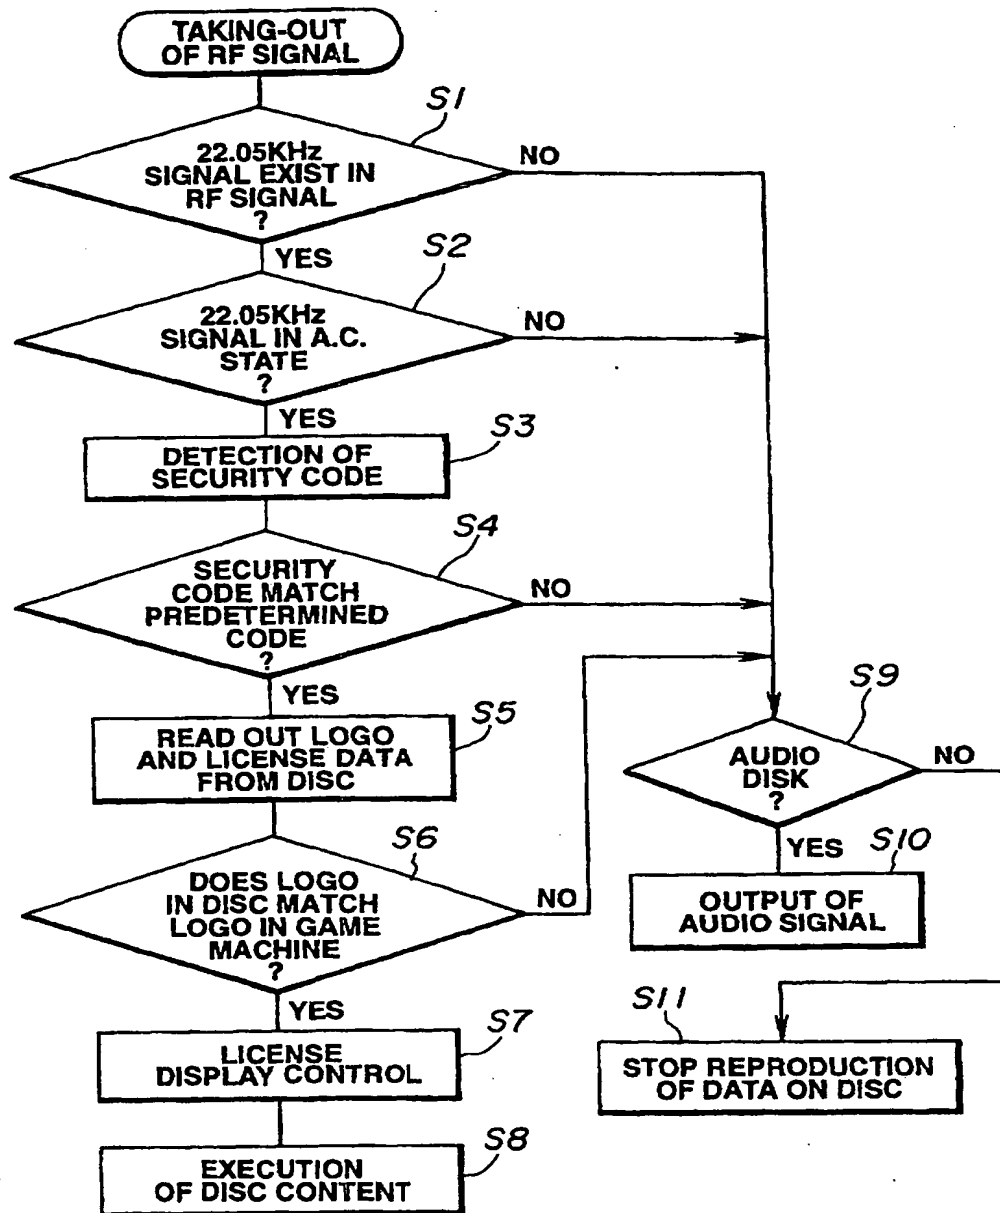 TAKING-OUT
OF RF SIGNAL
S1
22.05KHz
SIGNAL EXIST IN
RF SIGNAL
?
NO
YES
S2
22.05KHz
SIGNAL IN A.C.
STATE
?
NO
YES
S3
DETECTION OF
SECURITY CODE
S4
SECURITY
CODE MATCH
PREDETERMINED
CODE
?
NO
YES
S5
READ OUT LOGO
AND LICENSE DATA
FROM DISC
S6
DOES LOGO
IN DISC MATCH
LOGO IN GAME
MACHINE
?
NO
YES
S7
LICENSE
DISPLAY CONTROL
S8
EXECUTION
OF DISC CONTENT
S9
AUDIO
DISK
?
NO
YES
S10
OUTPUT OF
AUDIO SIGNAL
S11
STOP REPRODUCTION
OF DATA ON DISC